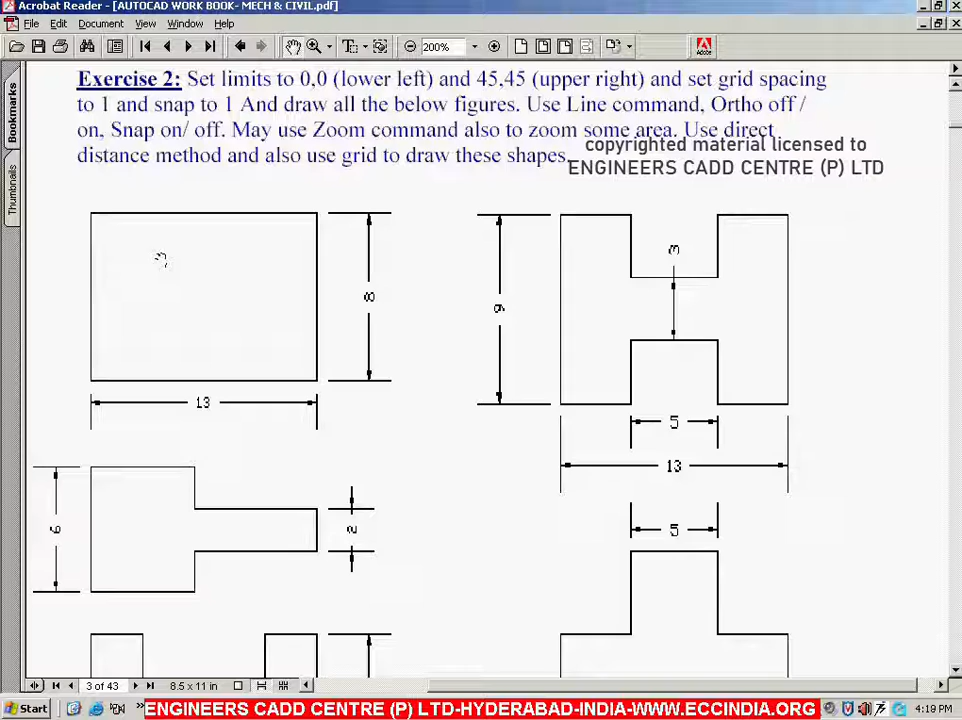 Acrobat Reader - [AUTOCAD WORK BOOK- MECH & CIVIL.pdf]
File Edit Document View Window Help
200%
Bookmarks
Thumbnails
Exercise 2: Set limits to 0,0 (lower left) and 45,45 (upper right) and set grid spacing
to 1 and snap to 1 And draw all the below figures. Use Line command, Ortho off /
on, Snap on/ off. May use Zoom command also to zoom some area. Use direct
distance method and also use grid to draw these shapes.
copyrighted material licensed to
ENGINEERS CADD CENTRE (P) LTD
8
13
9
3
5
13
6
2
5
3 of 43
8.5 x 11 in
Start
ENGINEERS CADD CENTRE (P) LTD-HYDERABAD-INDIA-WWW.ECCINDIA.ORG
4:19 PM